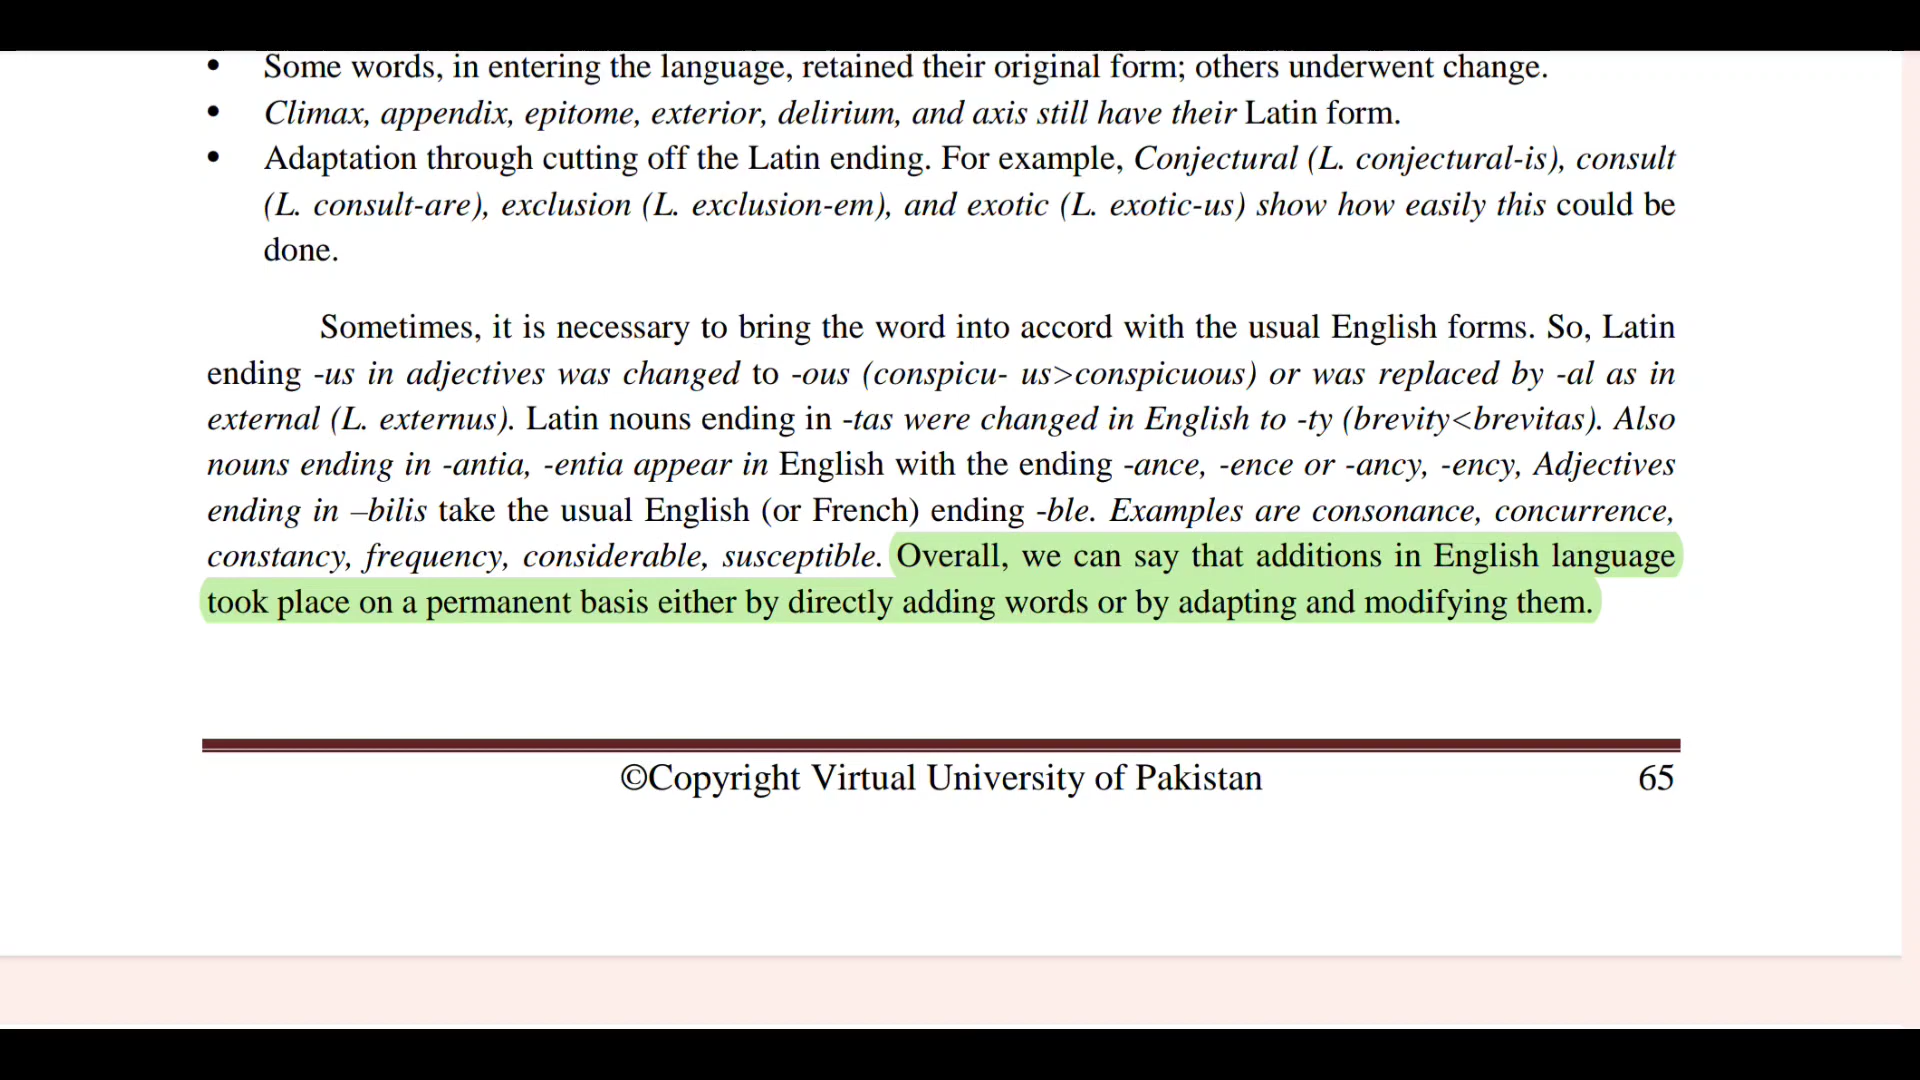 • Some words, in entering the language, retained their original form; others underwent change.
• Climax, appendix, epitome, exterior, delirium, and axis still have their Latin form.
• Adaptation through cutting off the Latin ending. For example, Conjectural (L. conjectural-is), consult
(L. consult-are), exclusion (L. exclusion-em), and exotic (L. exotic-us) show how easily this could be
done.
Sometimes, it is necessary to bring the word into accord with the usual English forms. So, Latin
ending -us in adjectives was changed to -ous (conspicu- us>conspicuous) or was replaced by -al as in
external (L. externus). Latin nouns ending in -tas were changed in English to -ty (brevity<brevitas). Also
nouns ending in -antia, -entia appear in English with the ending -ance, -ence or -ancy, -ency, Adjectives
ending in –bilis take the usual English (or French) ending -ble. Examples are consonance, concurrence,
constancy, frequency, considerable, susceptible. Overall, we can say that additions in English language
took place on a permanent basis either by directly adding words or by adapting and modifying them.
©Copyright Virtual University of Pakistan 65